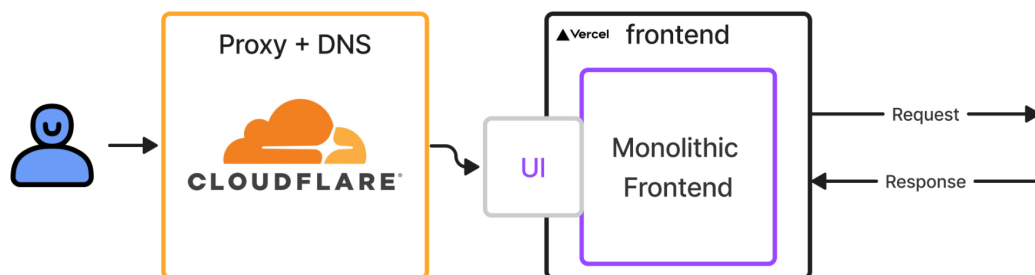 Proxy + DNS
CLOUDFLARE
UI
Vercel frontend
Monolithic
Frontend
Request
Response